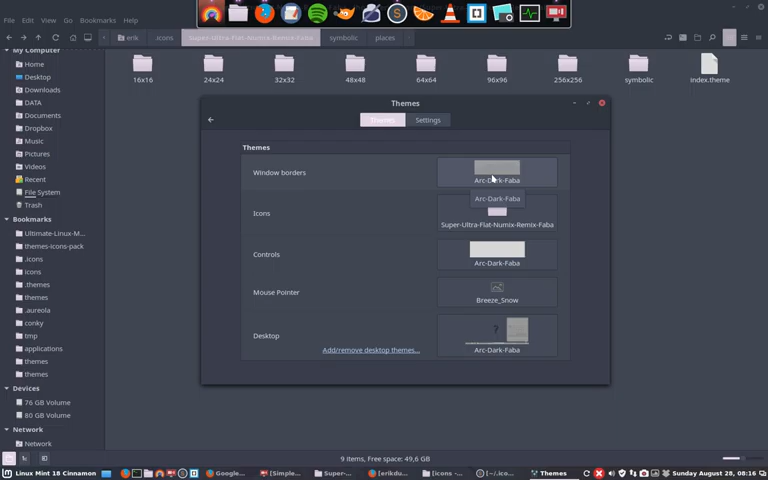 File Edit View Go Bookmarks Help
erik .icons Super-Ultra-Flat-Numix-Remix-Faba symbolic places
My Computer
Home
Desktop
Downloads
DATA
Documents
Dropbox
Music
Pictures
Videos
Recent
File System
Trash
Bookmarks
Ultimate-Linux-M...
themes-icons-pack
.icons
icons
.themes
themes
.aureola
conky
tmp
applications
themes
themes
Devices
76 GB Volume
80 GB Volume
Network
Network
16x16 24x24 32x32 48x48 64x64 96x96 256x256 symbolic index.theme
Themes
Themes Settings
Themes
Window borders
Arc-Dark-Faba
Arc-Dark-Faba
Icons
Super-Ultra-Flat-Numix-Remix-Faba
Controls
Arc-Dark-Faba
Mouse Pointer
Breeze_Snow
Desktop
Arc-Dark-Faba
Add/remove desktop themes...
9 items, Free space: 49,6 GB
Linux Mint 18 Cinnamon Google... [Simple... Super-... [erikdu... [icons -... [~/.ico... Themes Sunday August 28, 08:16